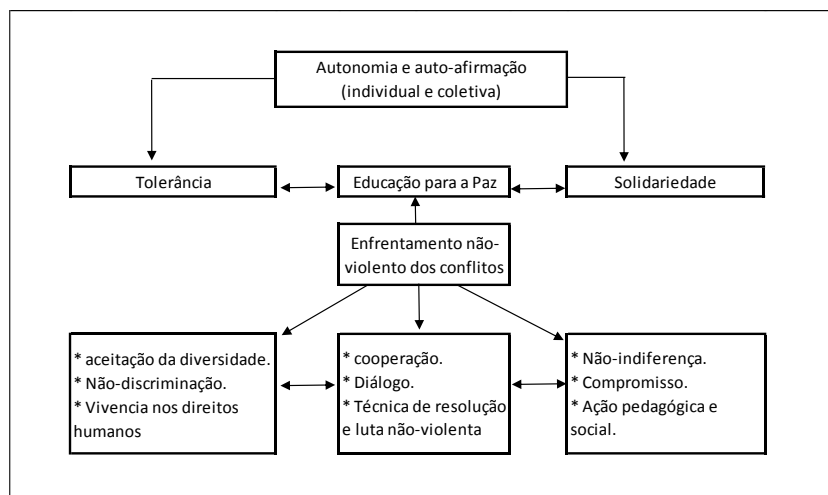 Autonomia e auto-afirmação
(individual e coletiva)
Tolerância
Educação para a Paz
Solidariedade
Enfrentamento não-
violento dos conflitos
* aceitação da diversidade.
* Não-discriminação.
* Vivencia nos direitos
humanos
* cooperação.
* Diálogo.
* Técnica de resolução
e luta não-violenta
* Não-indiferença.
* Compromisso.
* Ação pedagógica e
social.